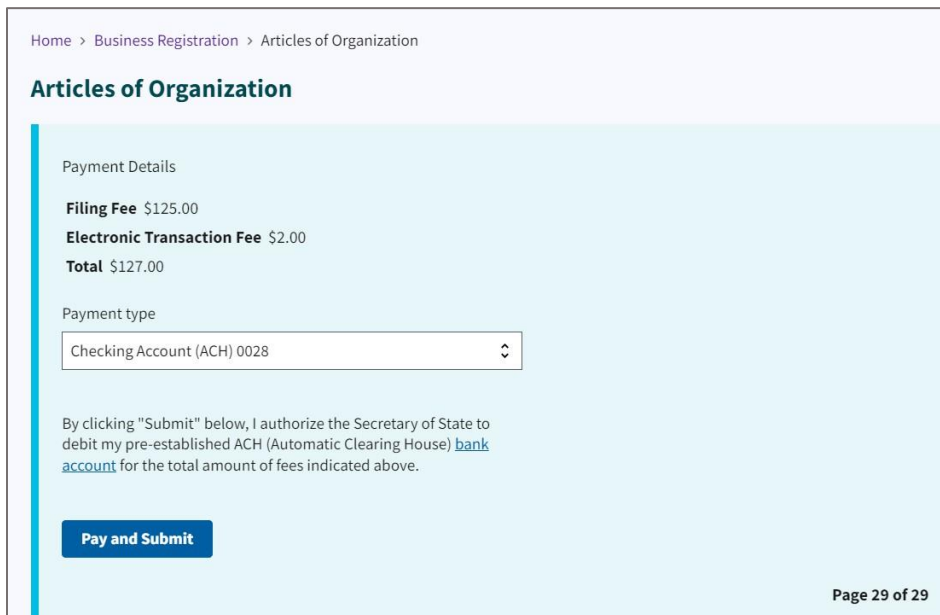 Home > Business Registration > Articles of Organization
Articles of Organization
Payment Details
Filing Fee $125.00
Electronic Transaction Fee $2.00
Total $127.00
Payment type
Checking Account (ACH) 0028
By clicking "Submit" below, I authorize the Secretary of State to
debit my pre-established ACH (Automatic Clearing House) bank
account for the total amount of fees indicated above.
Pay and Submit
Page 29 of 29